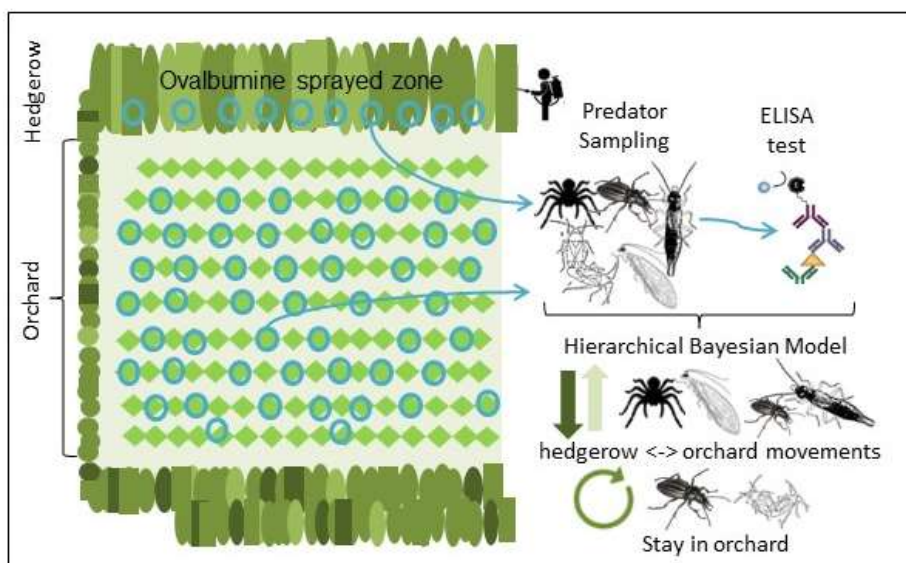 Hedgerow
Orchard
Ovalbumine sprayed zone
Predator
Sampling
ELISA
test
Hierarchical Bayesian Model
hedgerow <-> orchard movements
Stay in orchard